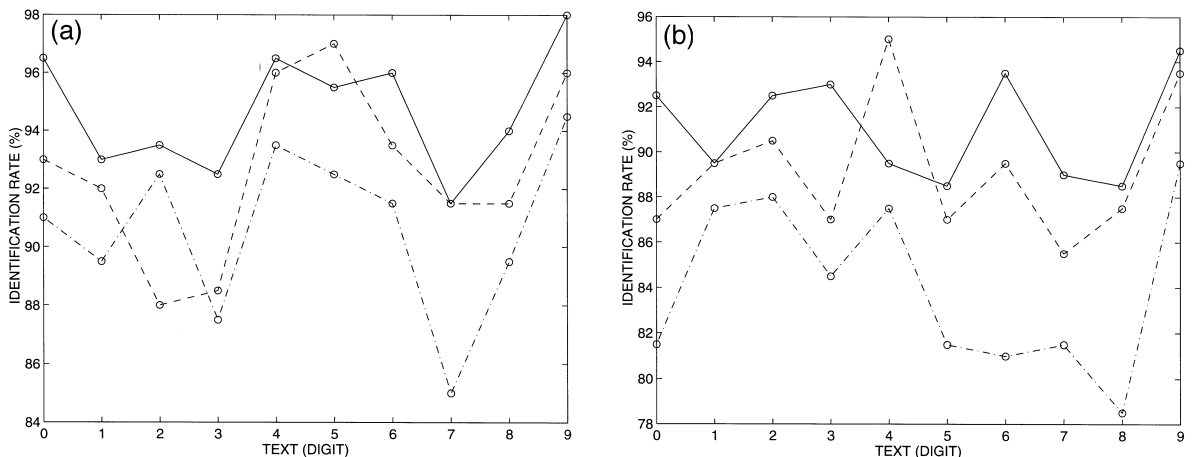 (a)
IDENTIFICATION RATE (%)
98
96
94
92
90
88
86
84
0 1 2 3 4 5 6 7 8 9
TEXT (DIGIT)
(b)
IDENTIFICATION RATE (%)
96
94
92
90
88
86
84
82
80
78
0 1 2 3 4 5 6 7 8 9
TEXT (DIGIT)